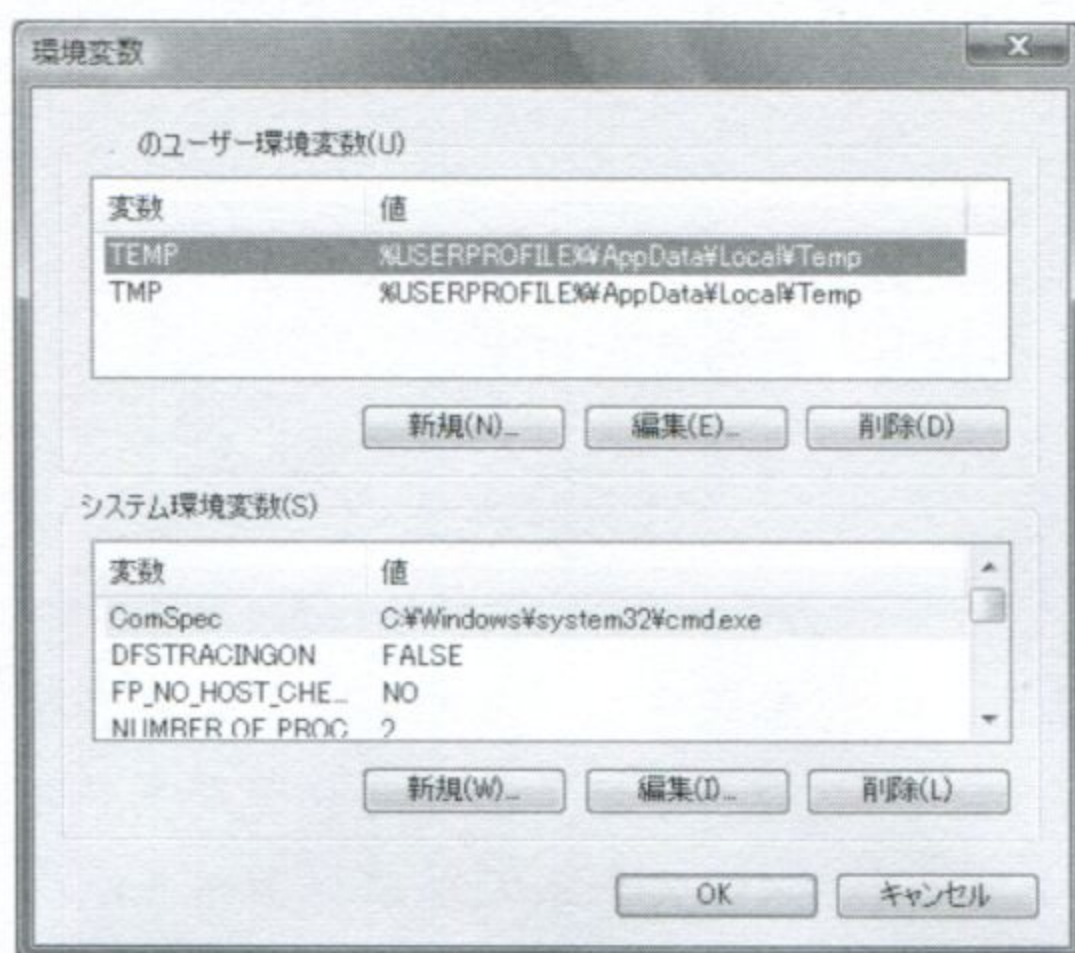 環境変数
のユーザー環境変数(U)
変数 値
TEMP %USERPROFILE%¥AppData¥Local¥Temp
TMP %USERPROFILE%¥AppData¥Local¥Temp
新規(N)... 編集(E)... 削除(D)
システム環境変数(S)
変数 値
ComSpec C:¥Windows¥system32¥cmd.exe
DFSTRACINGON FALSE
FP_NO_HOST_CHE... NO
NUMBER_OF_PROC 2
新規(W)... 編集(I)... 削除(L)
OK キャンセル